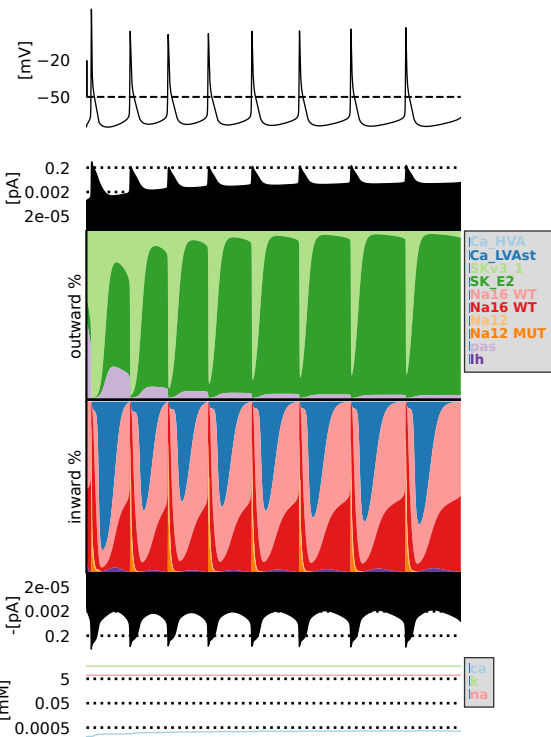 [mV]
−20
−50
[pA]
0.2
0.002
2e-05
outward %
Ca_HVA
Ca_LVAst
SKv3_1
SK_E2
Na16 WT
Na16 WT
Na12
Na12 MUT
pas
Ih
inward %
-[pA]
2e-05
0.002
0.2
[mM]
5
0.05
0.0005
ca
k
na